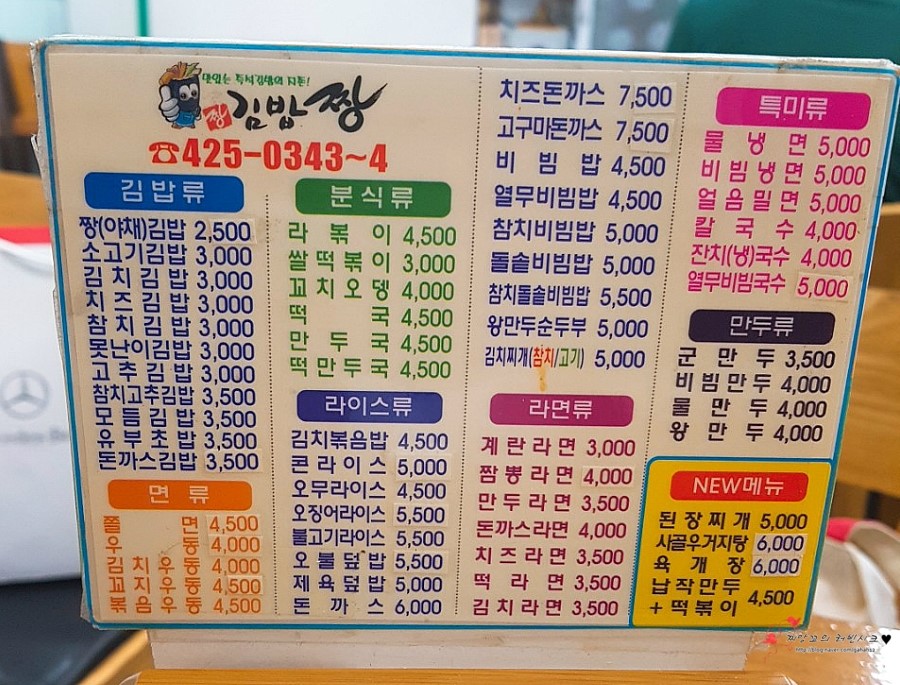 맛있는 즉석김밥의 지존!
짱 김밥짱
☎425-0343~4
김밥류
짱(야채)김밥 2,500
소고기김밥 3,000
김치김밥 3,000
치즈김밥 3,000
참치김밥 3,000
못난이김밥 3,000
고추김밥 3,000
참치고추김밥 3,500
모듬김밥 3,500
유부초밥 3,500
돈까스김밥 3,500
면류
쫄면 4,500
우동 4,000
김치우동 4,000
꼬지우동 4,500
볶음우동 4,500
분식류
라볶이 4,500
쌀떡볶이 3,000
꼬치오뎅 4,000
떡국 4,500
만두국 4,500
떡만두국 4,500
라이스류
김치볶음밥 4,500
콘라이스 5,000
오무라이스 4,500
오징어라이스 5,500
불고기라이스 5,500
오불덮밥 5,500
제육덮밥 5,000
돈까스 6,000
치즈돈까스 7,500
고구마돈까스 7,500
비빔밥 4,500
열무비빔밥 4,500
참치비빔밥 5,000
돌솥비빔밥 5,000
참치돌솥비빔밥 5,500
왕만두순두부 5,000
김치찌개(참치/고기) 5,000
라면류
계란라면 3,000
짬뽕라면 4,000
만두라면 3,500
돈까스라면 4,000
치즈라면 3,500
떡라면 3,500
김치라면 3,500
특미류
물냉면 5,000
비빔냉면 5,000
얼음밀면 5,000
칼국수 4,000
잔치(냉)국수 4,000
열무비빔국수 5,000
만두류
군만두 3,500
비빔만두 4,000
물만두 4,000
왕만두 4,000
NEW메뉴
된장찌개 5,000
사골우거지탕 6,000
육개장 6,000
납작만두
+떡볶이 4,500